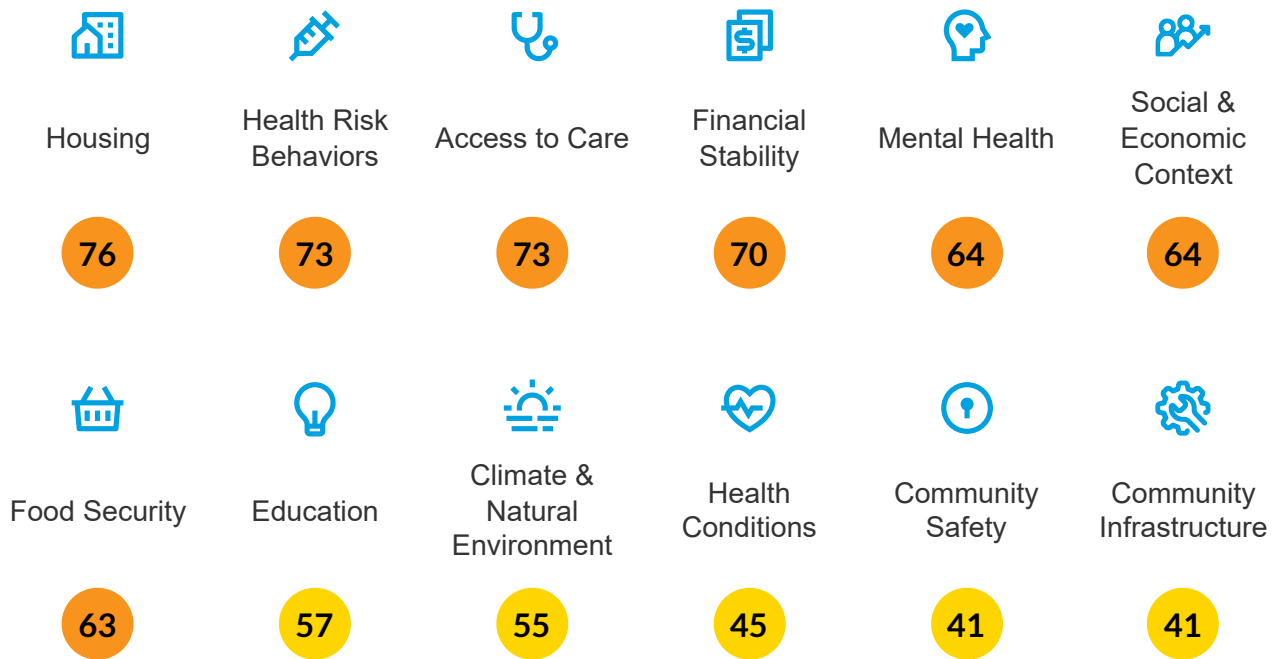 Housing
Health Risk
Behaviors
Access to Care
Financial
Stability
Mental Health
Social &
Economic
Context
76
73
73
70
64
64
Food Security
Education
Climate &
Natural
Environment
Health
Conditions
Community
Safety
Community
Infrastructure
63
57
55
45
41
41